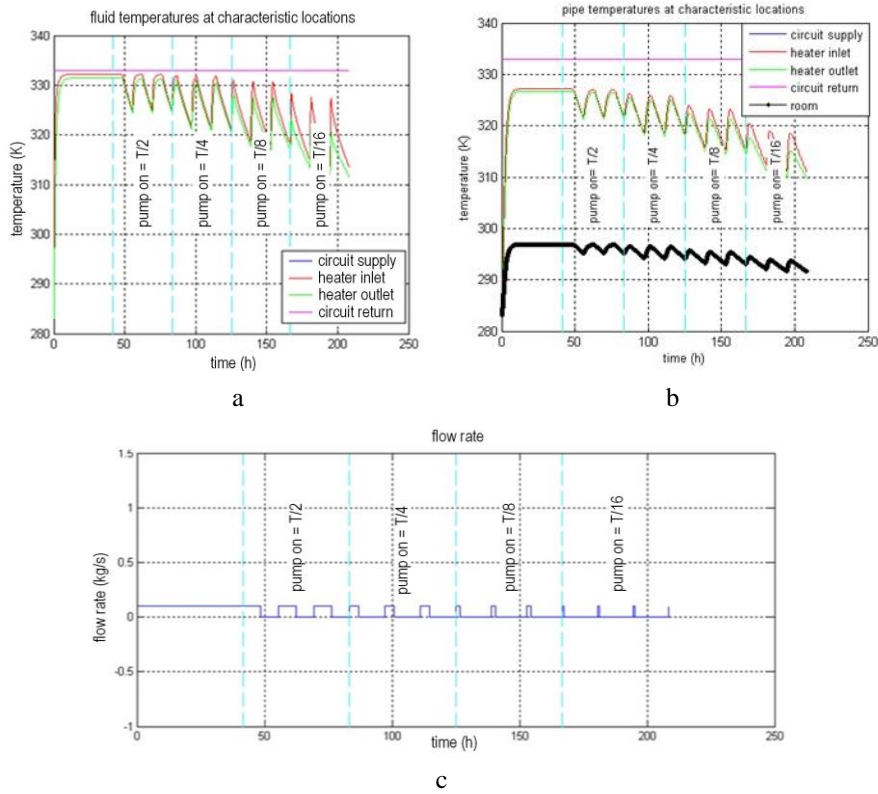 fluid temperatures at characteristic locations
340
330
320
310
300
290
280
temperature (K)
pump on = T/2
pump on = T/4
pump on = T/8
pump on = T/16
circuit supply
heater inlet
heater outlet
circuit return
0 50 100 150 200 250
time (h)
a
pipe temperatures at characteristic locations
340
330
320
310
300
290
280
temperature (K)
circuit supply
heater inlet
heater outlet
circuit return
room
pump on= T/2
pump on= T/4
pump on= T/8
pump on= T/16
0 50 100 150 200 250
time (h)
b
flow rate
1.5
1
0.5
0
-0.5
-1
flow rate (kg/s)
pump on = T/2
pump on = T/4
pump on = T/8
pump on = T/16
0 50 100 150 200 250
time (h)
c